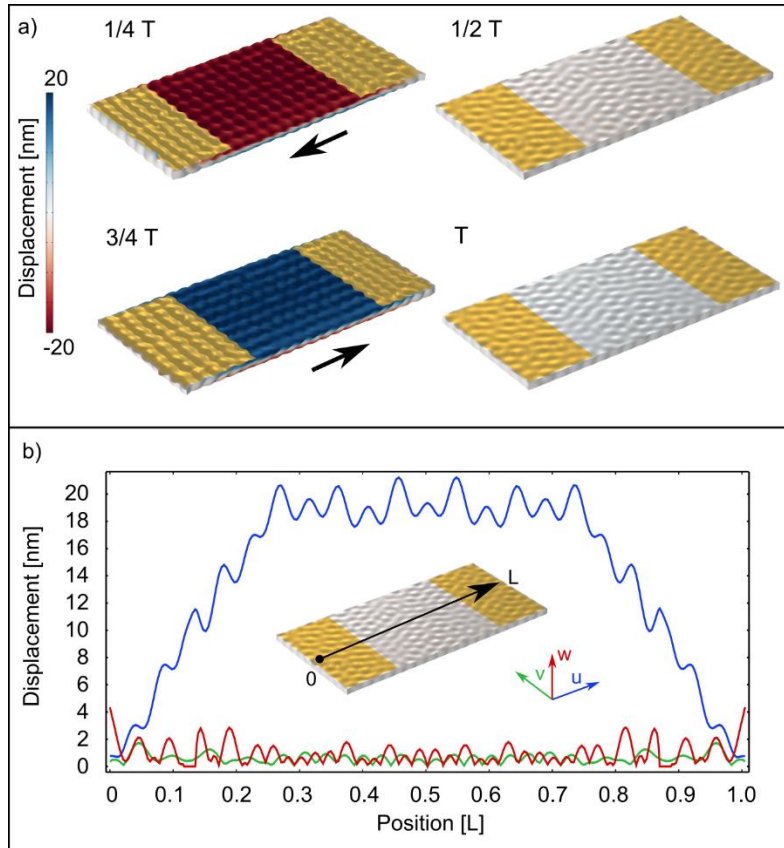 a)
1/4 T
1/2 T
20
Displacement [nm]
-20
3/4 T
T
b)
Displacement [nm]
20
18
16
14
12
10
8
6
4
2
0
L
0
v
w
u
0
0.1
0.2
0.3
0.4
0.5
0.6
0.7
0.8
0.9
1.0
Position [L]